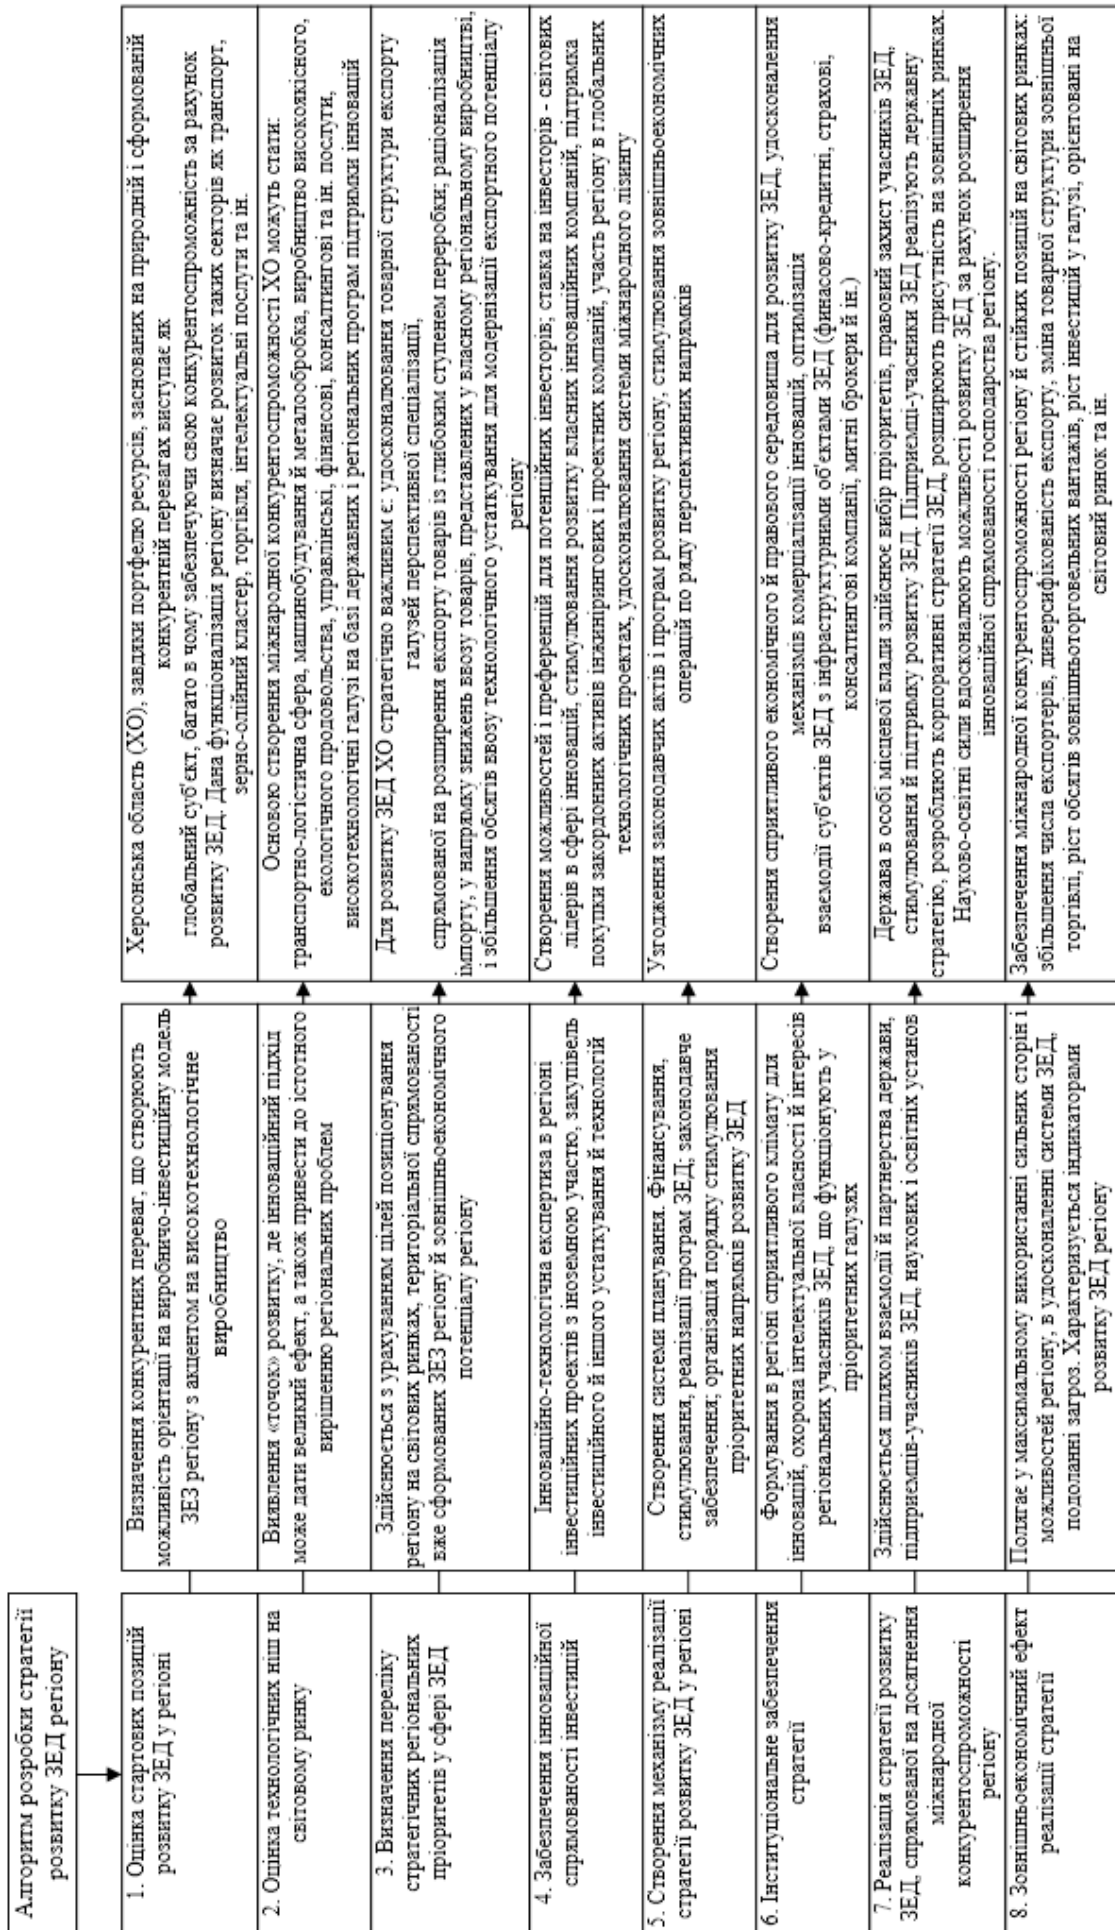 Алгоритм розробки стратегії
розвитку ЗЕД регіону
1. Оцінка стартових позицій
розвитку ЗЕД у регіоні
Визначення конкурентних переваг, що створюють
можливість орієнтації на виробничо-інвестиційну модель
ЗЕЗ регіону з акцентом на високотехнологічне
виробництво
Херсонська область (ХО), завдяки портфелю ресурсів, заснованих на природній і сформованій
конкурентній перевагах виступає як
глобальний суб'єкт, багато в чому забезпечуючи свою конкурентоспроможність за рахунок
розвитку ЗЕД. Дана функціоналізація регіону визначає розвиток таких секторів як транспорт,
зерно-олійний кластер, торгівля, інтелектуальні послуги та ін.
2. Оцінка технологічних ніш на
світовому ринку
Виявлення «точок» розвитку, де інноваційний підхід
може дати великий ефект, а також привести до істотного
вирішенню регіональних проблем
Основою створення міжнародної конкурентоспроможності ХО можуть стати:
транспортно-логістична сфера, машинобудування й металообробка, виробництво високоякісного,
екологічного продовольства, управлінські, фінансові, консалтингові та ін. послуги,
високотехнологічні галузі на базі державних і регіональних програм підтримки інновацій
3. Визначення переліку
стратегічних регіональних
пріоритетів у сфері ЗЕД
Здійснюється з урахуванням цілей позиціонування
регіону на світових ринках, територіальної спрямованості
вже сформованих ЗЕЗ регіону й зовнішньоекономічного
потенціалу регіону
Для розвитку ЗЕД ХО стратегічно важливим є: удосконалювання товарної структури експорту
галузей перспективної спеціалізації,
спрямованої на розширення експорту товарів із глибоким ступенем переробки; раціоналізація
імпорту, у напрямку знижень ввозу товарів, представлених у власному регіональному виробництві,
і збільшення обсягів ввозу технологічного устаткування для модернізації експортного потенціалу
регіону
4. Забезпечення інноваційної
спрямованості інвестицій
Інноваційно-технологічна експертиза в регіоні
інвестиційних проектів з іноземною участю, закупівель
інвестиційного й іншого устаткування й технологій
Створення можливостей і преференцій для потенційних інвесторів, ставка на інвесторів - світових
лідерів в сфері інновацій, стимулювання розвитку власних інноваційних компаній, підтримка
покупки закордонних активів інжинірингових і проектних компаній, участь регіону в глобальних
технологічних проектах, удосконалювання системи міжнародного лізингу
5. Створення механізму реалізації
стратегії розвитку ЗЕД у регіоні
Створення системи планування. Фінансування,
стимулювання, реалізації програм ЗЕД; законодавче
забезпечення; організація порядку стимулювання
пріоритетних напрямків розвитку ЗЕД
Узгодження законодавчих актів і програм розвитку регіону, стимулювання зовнішньоекономічних
операцій по ряду перспективних напрямків
6. Інституціональне забезпечення
стратегії
Формування в регіоні сприятливого клімату для
інновацій, охорона інтелектуальної власності й інтересів
регіональних учасників ЗЕД, що функціонують у
пріоритетних галузях
Створення сприятливого економічного й правового середовища для розвитку ЗЕД, удосконалення
механізмів комерціалізації інновацій, оптимізація
взаємодії суб'єктів ЗЕД з інфраструктурними об'єктами ЗЕД (финасово-кредитні, страхові,
консалтингові компанії, митні брокери й ін.)
7. Реалізація стратегії розвитку
ЗЕД, спрямованої на досягнення
міжнародної
конкурентоспроможності
регіону
Здійснюється шляхом взаємодії й партнерства держави,
підприємців-учасників ЗЕД, наукових і освітніх установ
Держава в особі місцевої влади здійснює вибір пріоритетів, правовий захист учасників ЗЕД,
стимулювання й підтримку розвитку ЗЕД. Підприємці-учасники ЗЕД реалізують державну
стратегію, розробляють корпоративні стратегії ЗЕД, розширюють присутність на зовнішніх ринках.
Науково-освітні сили вдосконалюють можливості розвитку ЗЕД за рахунок розширення
інноваційної спрямованості господарства регіону.
8. Зовнішньоекономічний ефект
реалізації стратегії
Полягає у максимальному використанні сильних сторін і
можливостей регіону, в удосконаленні системи ЗЕД,
подоланні загроз. Характеризується індикаторами
розвитку ЗЕД регіону
Забезпечення міжнародної конкурентоспроможності регіону й стійких позицій на світових ринках:
збільшення числа експортерів, диверсифікованість експорту, зміна товарної структури зовнішньої
торгівлі, ріст обсягів зовнішньоторговельних вантажів, ріст інвестицій у галузі, орієнтовані на
світовий ринок та ін.